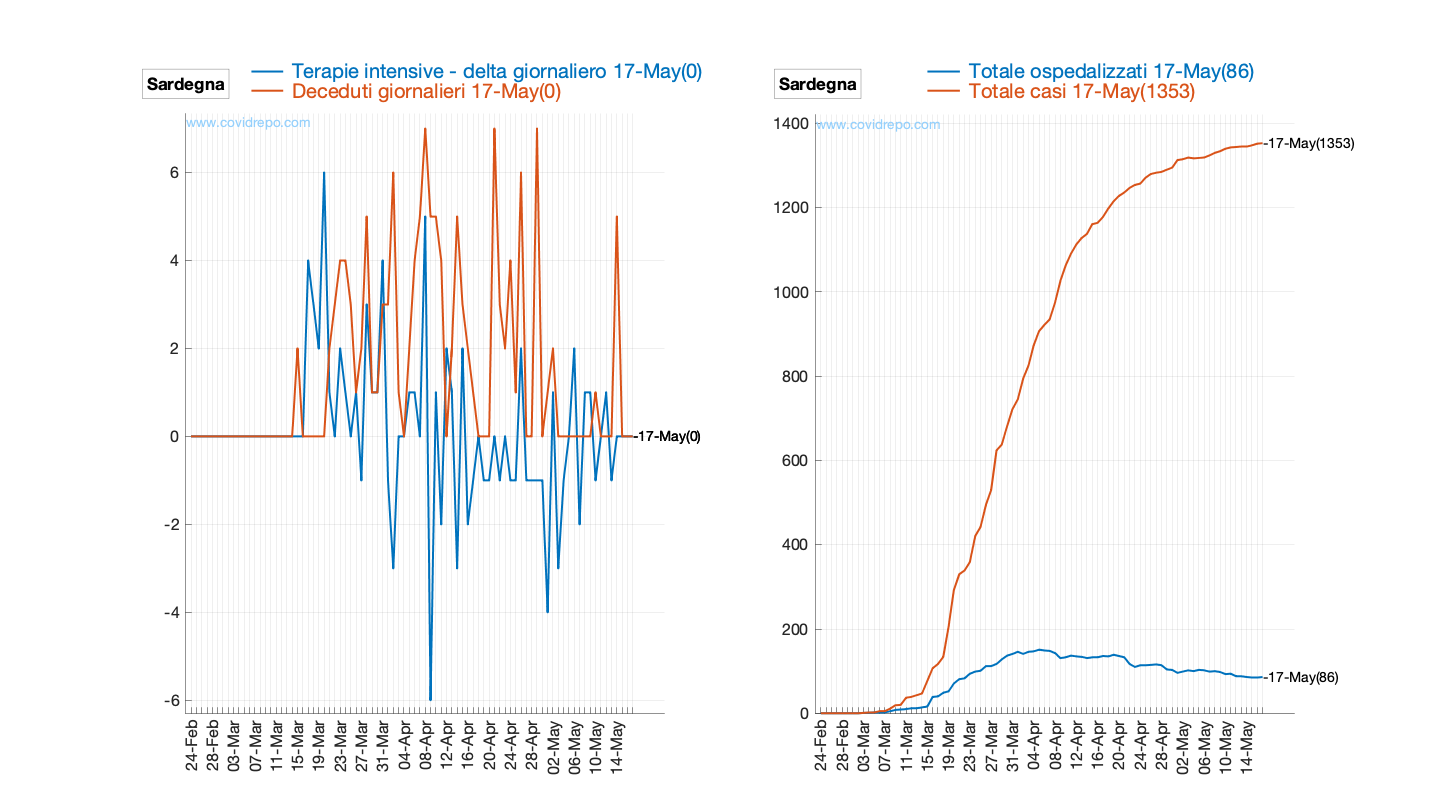 Sardegna
Terapie intensive - delta giornaliero 17-May(0)
Deceduti giornalieri 17-May(0)
www.covidrepo.com
6
4
2
0
-2
-4
-6
-17-May(0)
24-Feb
28-Feb
03-Mar
07-Mar
11-Mar
15-Mar
19-Mar
23-Mar
27-Mar
31-Mar
04-Apr
08-Apr
12-Apr
16-Apr
20-Apr
24-Apr
28-Apr
02-May
06-May
10-May
14-May
Sardegna
Totale ospedalizzati 17-May(86)
Totale casi 17-May(1353)
www.covidrepo.com
1400
1200
1000
800
600
400
200
0
-17-May(1353)
-17-May(86)
24-Feb
28-Feb
03-Mar
07-Mar
11-Mar
15-Mar
19-Mar
23-Mar
27-Mar
31-Mar
04-Apr
08-Apr
12-Apr
16-Apr
20-Apr
24-Apr
28-Apr
02-May
06-May
10-May
14-May